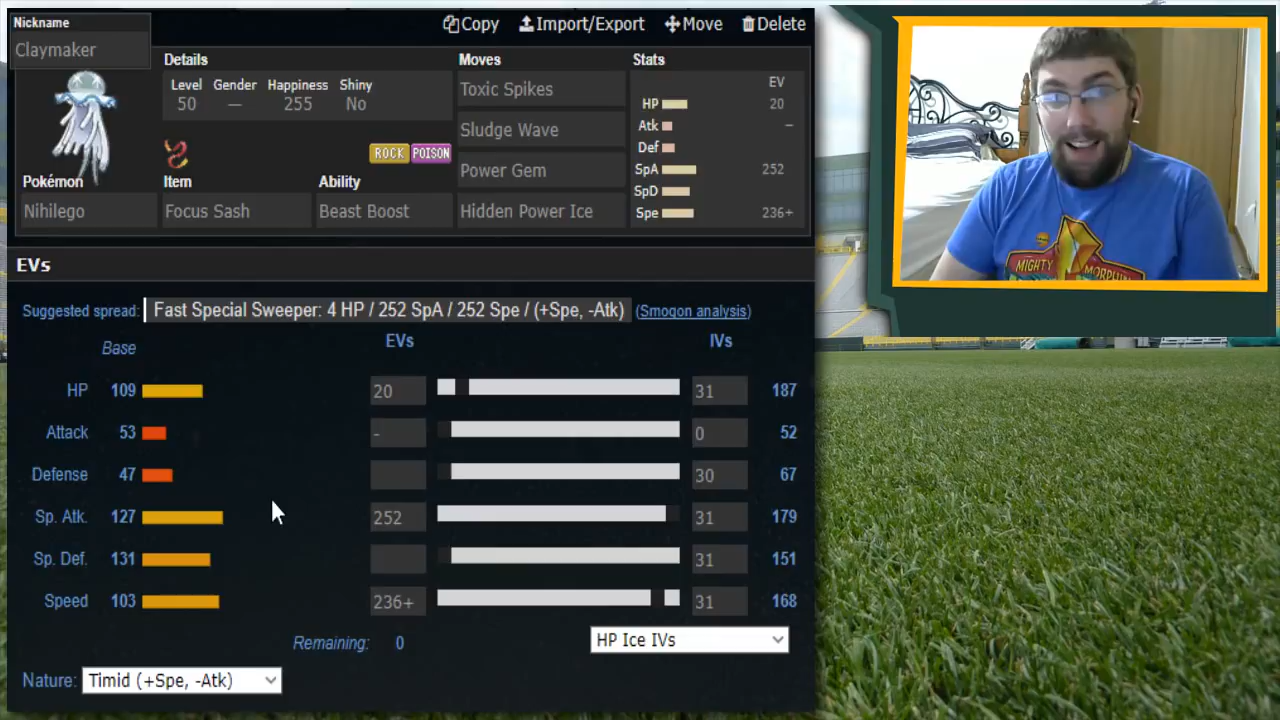 Nickname
Claymaker
Copy Import/Export Move Delete
Details
Level Gender Happiness Shiny
50 — 255 No
ROCK POISON
Pokémon Item Ability
Nihilego Focus Sash Beast Boost
Moves
Toxic Spikes
Sludge Wave
Power Gem
Hidden Power Ice
Stats
EV
HP 20
Atk –
Def
SpA 252
SpD
Spe 236+
EVs
Suggested spread: Fast Special Sweeper: 4 HP / 252 SpA / 252 Spe / (+Spe, -Atk) (Smogon analysis)
Base EVs IVs
HP 109 20 31 187
Attack 53 - 0 52
Defense 47 30 67
Sp. Atk. 127 252 31 179
Sp. Def. 131 31 151
Speed 103 236+ 31 168
Remaining: 0 HP Ice IVs
Nature: Timid (+Spe, -Atk)
MIGHTY
MORPHIN